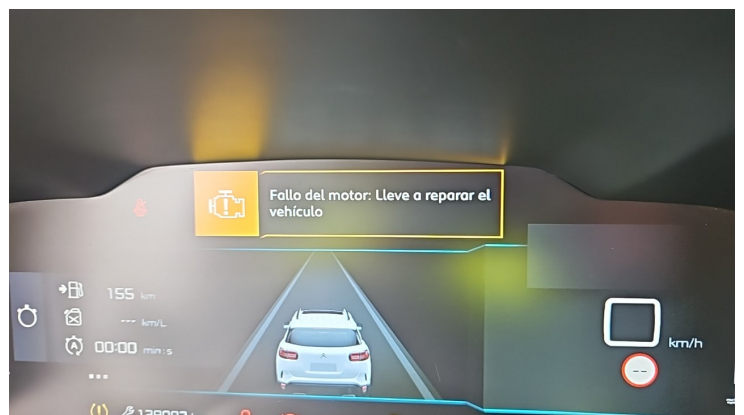 Fallo del motor: Lleve a reparar el
vehículo
155 km
--- km/L
A 00:00 min:s
km/h
--